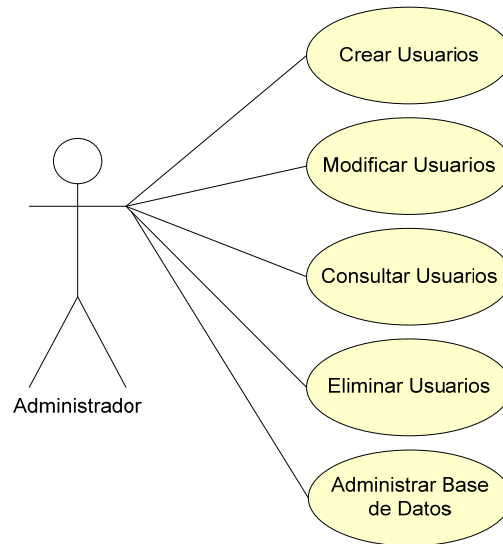 Crear Usuarios
Modificar Usuarios
Consultar Usuarios
Eliminar Usuarios
Administrador
Administrar Base
de Datos